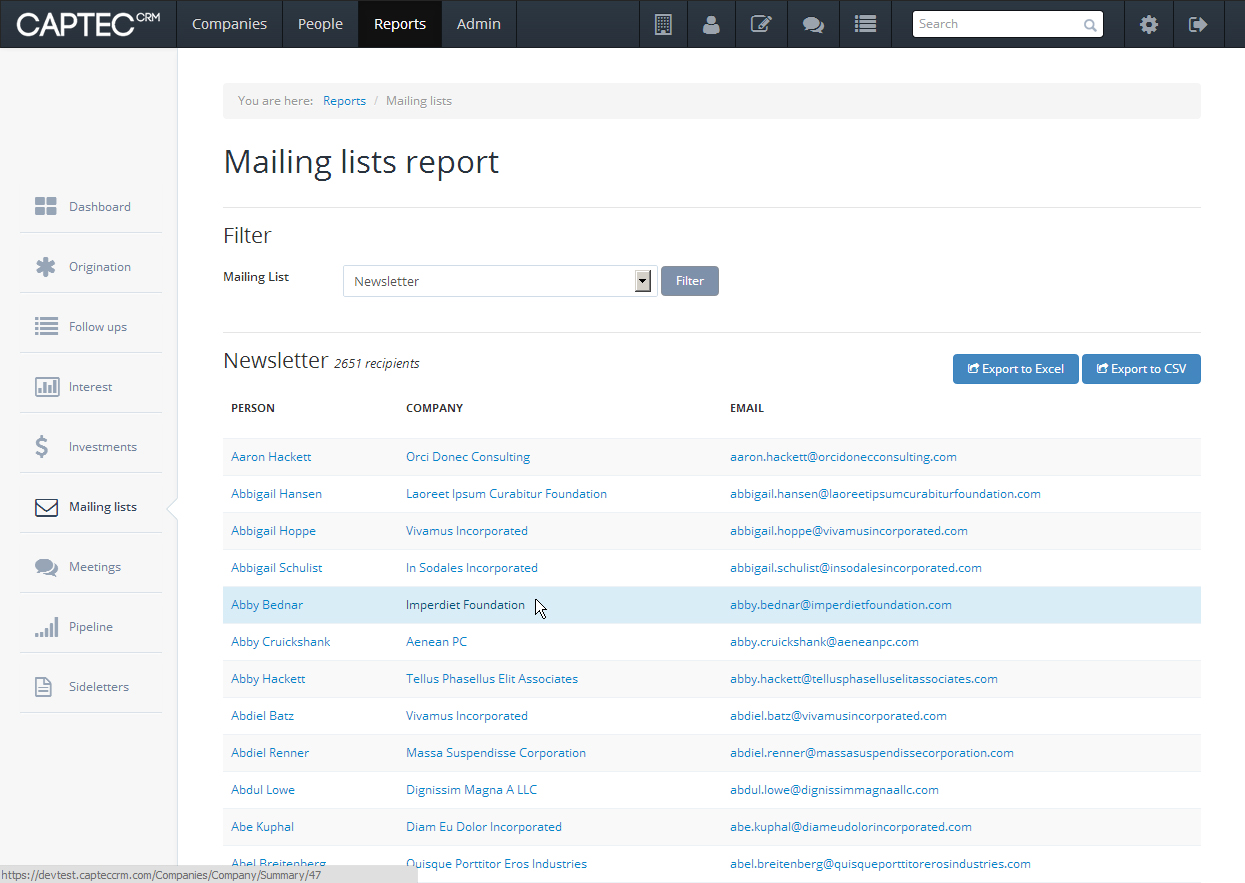 CAPTEC CRM Companies People Reports Admin Search
You are here: Reports / Mailing lists
Mailing lists report
Dashboard
Origination
Follow ups
Interest
Investments
Mailing lists
Meetings
Pipeline
Sideletters
Filter
Mailing List Newsletter Filter
Newsletter 2651 recipients Export to Excel Export to CSV
PERSON COMPANY EMAIL
Aaron Hackett Orci Donec Consulting aaron.hackett@orcidonecconsulting.com
Abbigail Hansen Laoreet Ipsum Curabitur Foundation abbigail.hansen@laoreetipsumcurabiturfoundation.com
Abbigail Hoppe Vivamus Incorporated abbigail.hoppe@vivamusincorporated.com
Abbigail Schulist In Sodales Incorporated abbigail.schulist@insodalesincorporated.com
Abby Bednar Imperdiet Foundation abby.bednar@imperdietfoundation.com
Abby Cruickshank Aenean PC abby.cruickshank@aeneanpc.com
Abby Hackett Tellus Phasellus Elit Associates abby.hackett@tellusphaselluselitassociates.com
Abdiel Batz Vivamus Incorporated abdiel.batz@vivamusincorporated.com
Abdiel Renner Massa Suspendisse Corporation abdiel.renner@massasuspendissecorporation.com
Abdul Lowe Dignissim Magna A LLC abdul.lowe@dignissimmagnaallc.com
Abe Kuphal Diam Eu Dolor Incorporated abe.kuphal@diameudolorincorporated.com
Abel Breitenberg Quisque Porttitor Eros Industries abel.breitenberg@quisqueporttitorerosindustries.com
https://devtest.capteccrm.com/Companies/Company/Summary/47